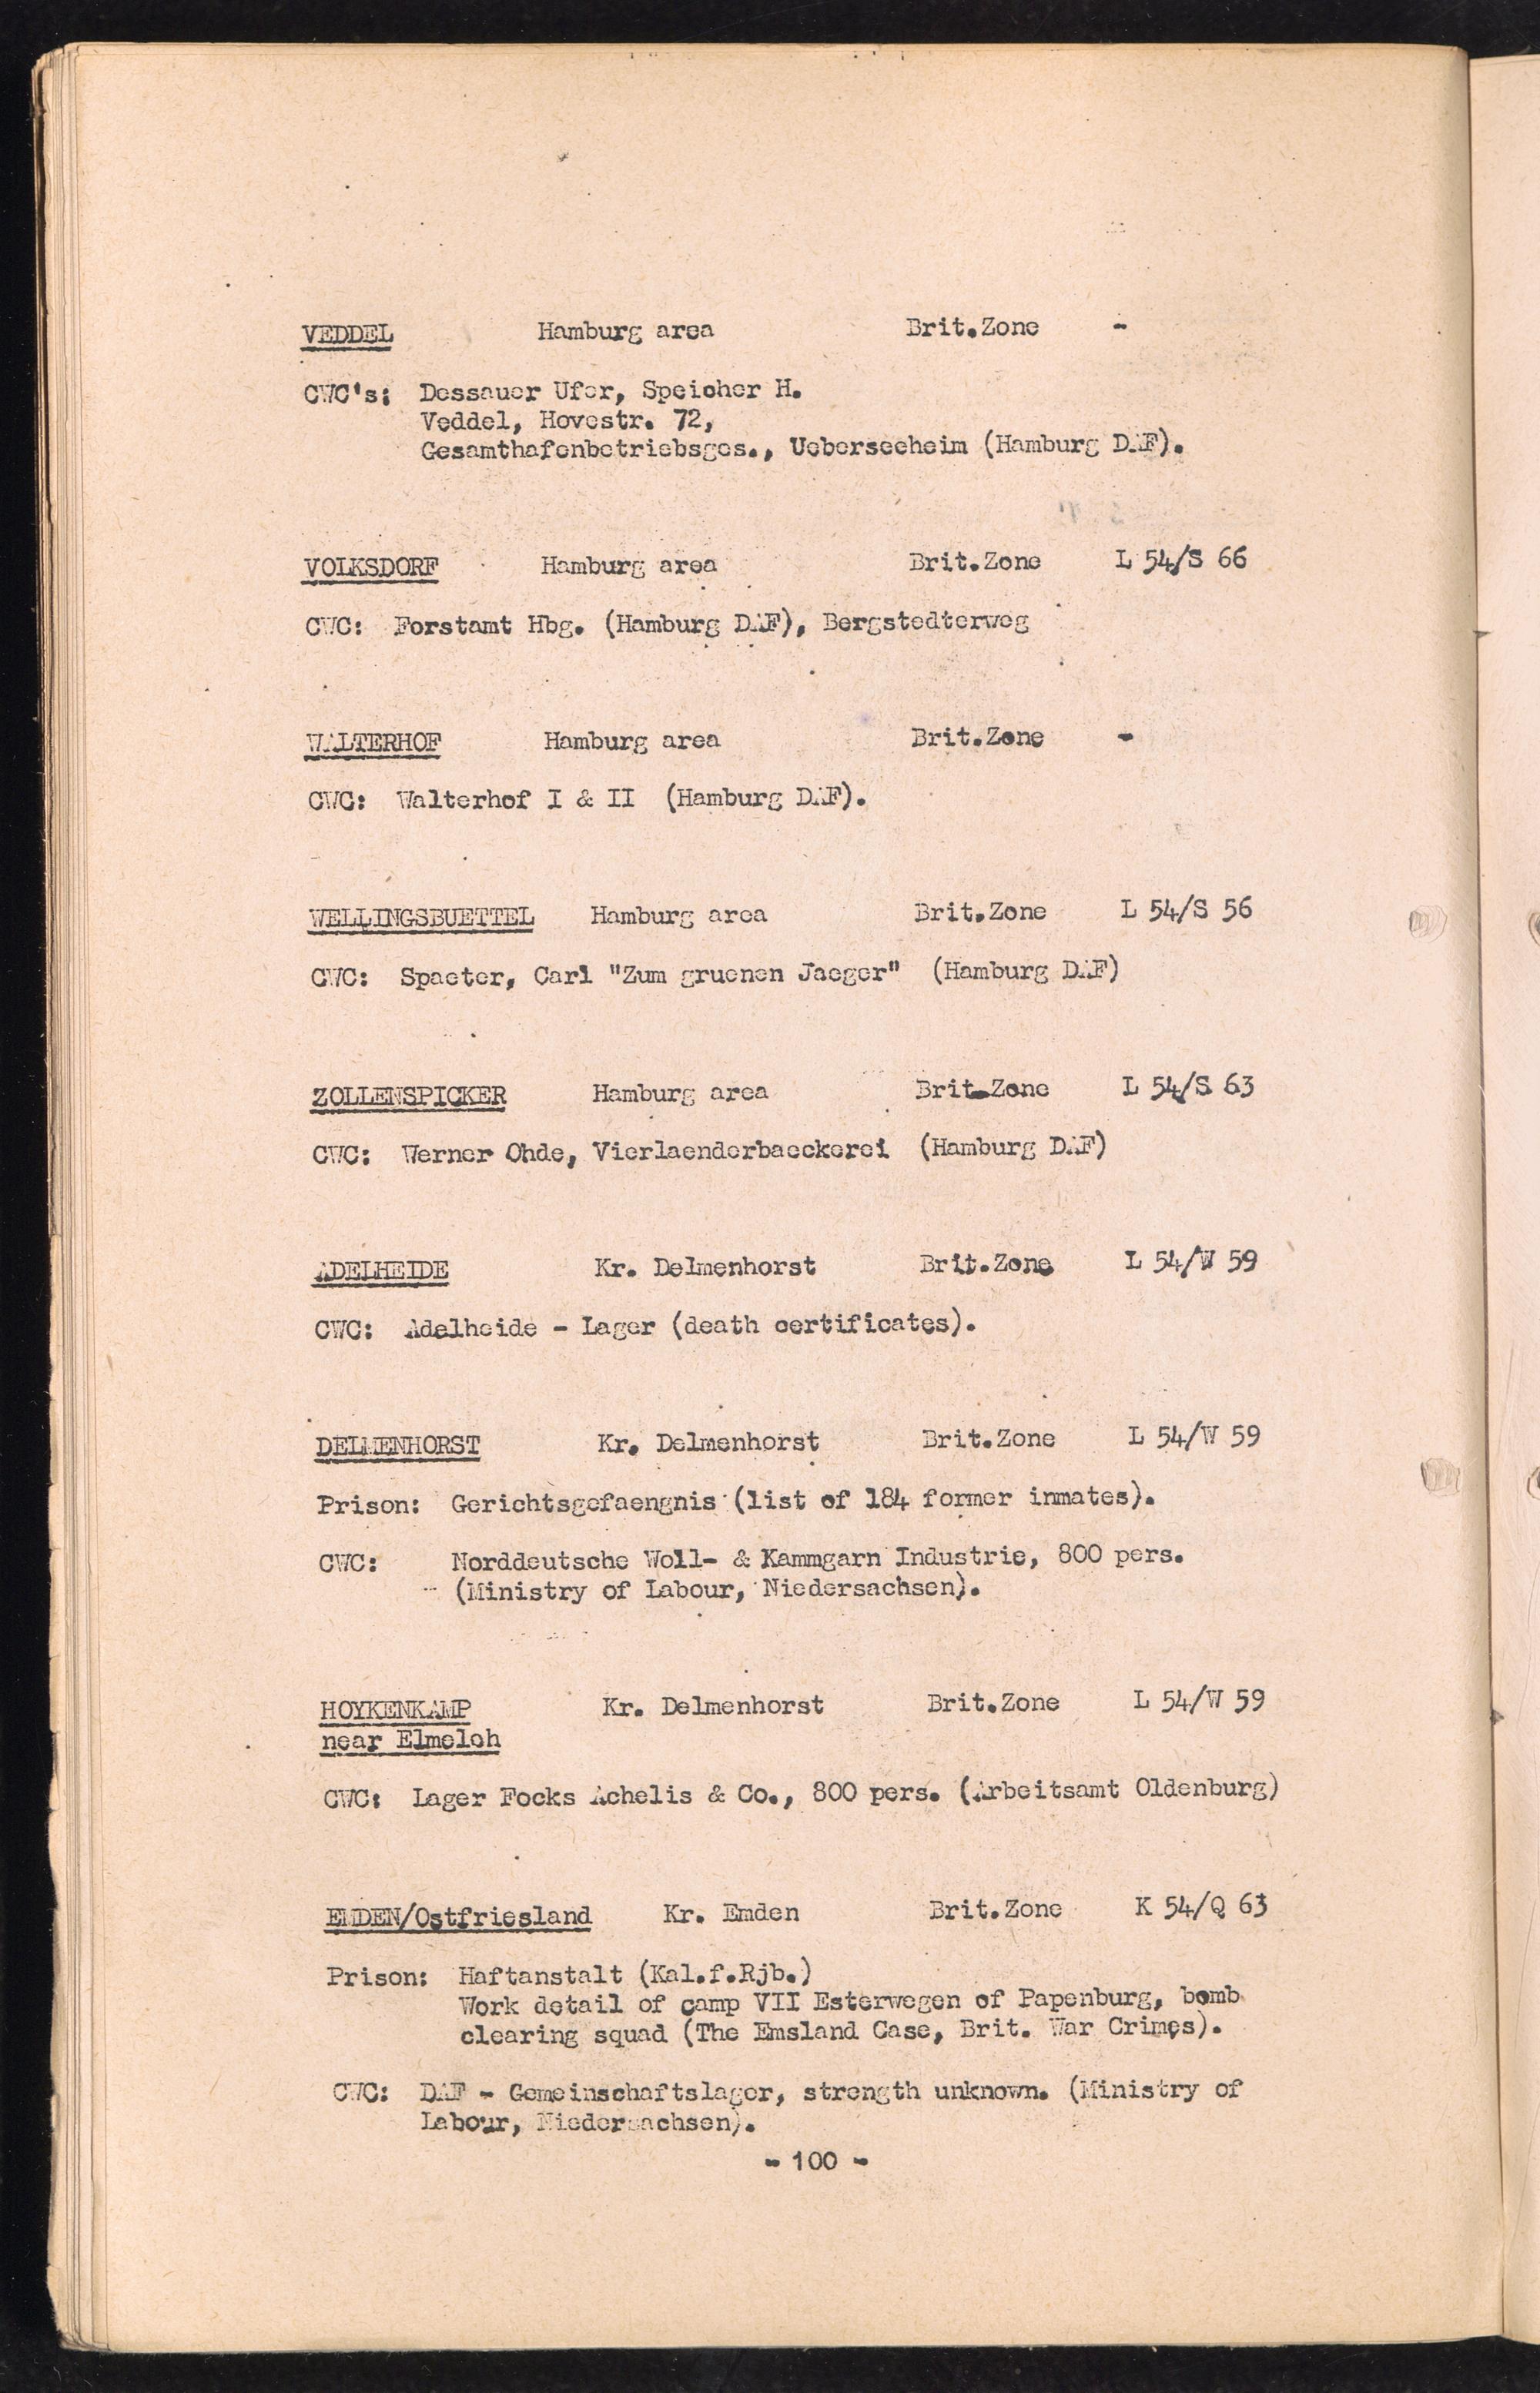 VEDDEL Hamburg area Brit.Zone -
CWC's: Dessauer Ufer, Speicher H.
Veddel, Hovestr. 72,
Gesamthafenbetriebsges., Ueberseeheim (Hamburg DAF).
VOLKSDORF Hamburg area Brit.Zone L 54/S 66
CWC: Forstamt Hbg. (Hamburg DAF), Bergstedterweg
WALTERHOF Hamburg area Brit.Zone -
CWC: Walterhof I & II (Hamburg DAF).
WELLINGSBUETTEL Hamburg area Brit.Zone L 54/S 56
CWC: Spaeter, Carl "Zum gruenen Jaeger" (Hamburg DAF)
ZOLLENSPICKER Hamburg area Brit.Zone L 54/S 63
CWC: Werner Ohde, Vierlaenderbaeckerei (Hamburg DAF)
ADELHEIDE Kr. Delmenhorst Brit.Zone L 54/W 59
CWC: Adelheide - Lager (death certificates).
DELMENHORST Kr. Delmenhorst Brit.Zone L 54/W 59
Prison: Gerichtsgefaengnis (list of 184 former inmates).
CWC: Norddeutsche Woll- & Kammgarn Industrie, 800 pers.
(Ministry of Labour, Niedersachsen).
HOYKENKAMP Kr. Delmenhorst Brit.Zone L 54/W 59
near Elmeloh
CWC: Lager Focks Achelis & Co., 800 pers. (Arbeitsamt Oldenburg)
EMDEN/Ostfriesland Kr. Emden Brit.Zone K 54/Q 63
Prison: Haftanstalt (Kal.f.Rjb.)
Work detail of camp VII Esterwegen of Papenburg, bomb
clearing squad (The Emsland Case, Brit. War Crimes).
CWC: DAF - Gemeinschaftslager, strength unknown. (Ministry of
Labour, Niedersachsen).
- 100 -